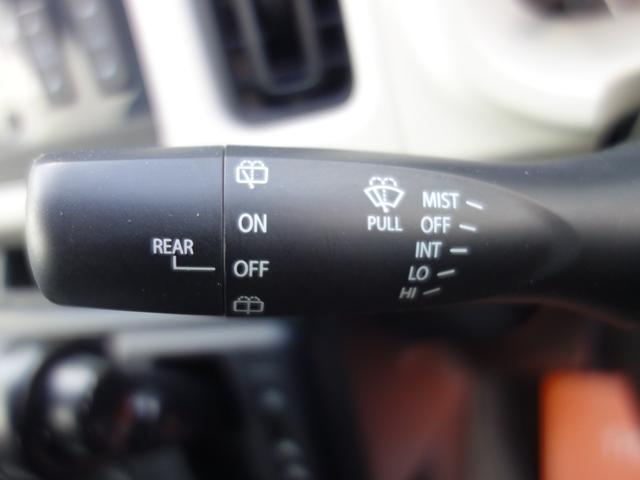 REAR
ON
OFF
PULL
MIST
OFF
INT
LO
HI